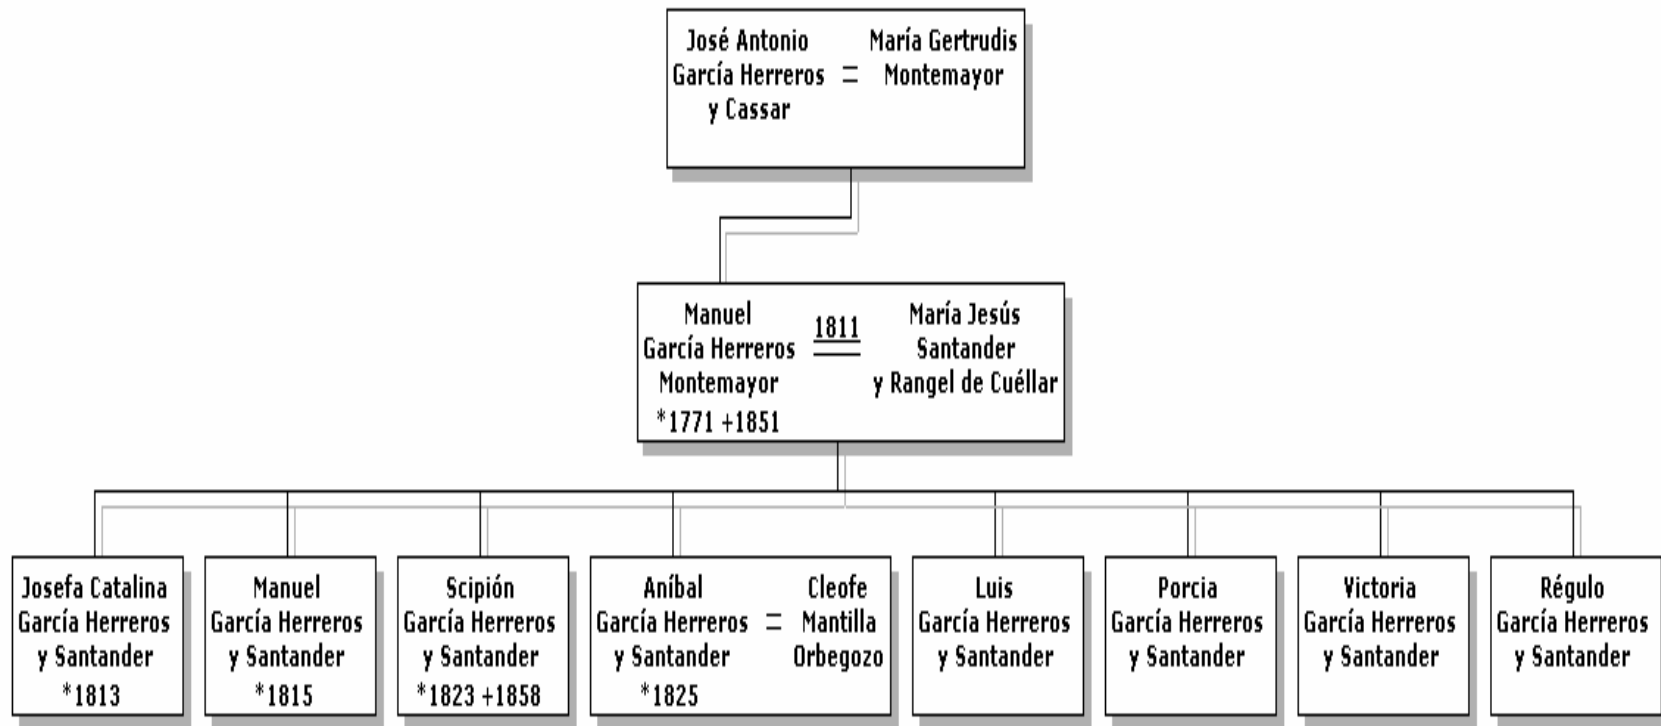 José Antonio
García Herreros
y Cassar
=
María Gertrudis
Montemayor
Manuel
García Herreros
Montemayor
*1771 +1851
1811
María Jesús
Santander
y Rangel de Cuéllar
Josefa Catalina
García Herreros
y Santander
*1813
Manuel
García Herreros
y Santander
*1815
Scipión
García Herreros
y Santander
*1823 +1858
Aníbal
García Herreros
y Santander
*1825
=
Cleofe
Mantilla
Orbegozo
Luis
García Herreros
y Santander
Porcia
García Herreros
y Santander
Victoria
García Herreros
y Santander
Régulo
García Herreros
y Santander